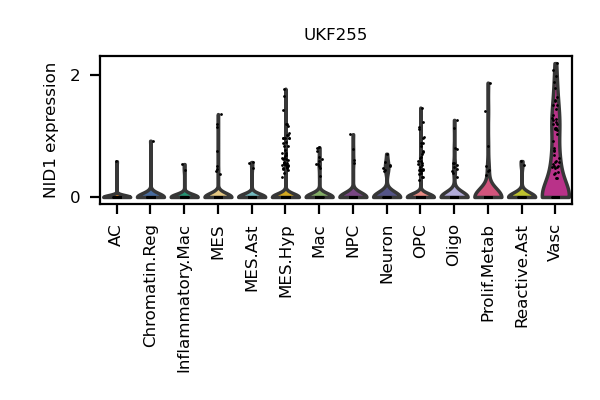 UKF255
NID1 expression
2
0
AC
Chromatin.Reg
Inflammatory.Mac
MES
MES.Ast
MES.Hyp
Mac
NPC
Neuron
OPC
Oligo
Prolif.Metab
Reactive.Ast
Vasc